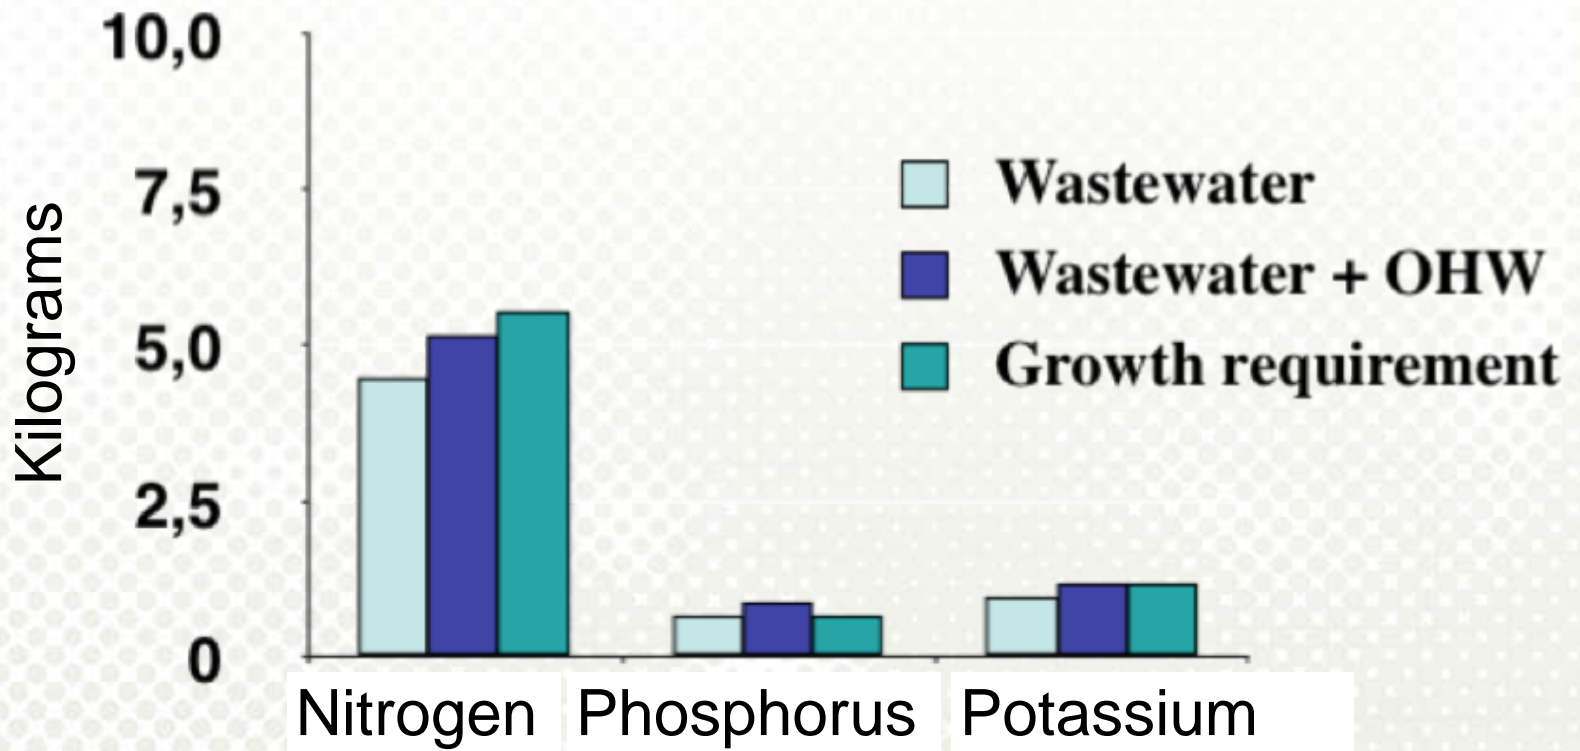 10,0
7,5
5,0
2,5
0
Kilograms
Wastewater
Wastewater + OHW
Growth requirement
Nitrogen Phosphorus Potassium